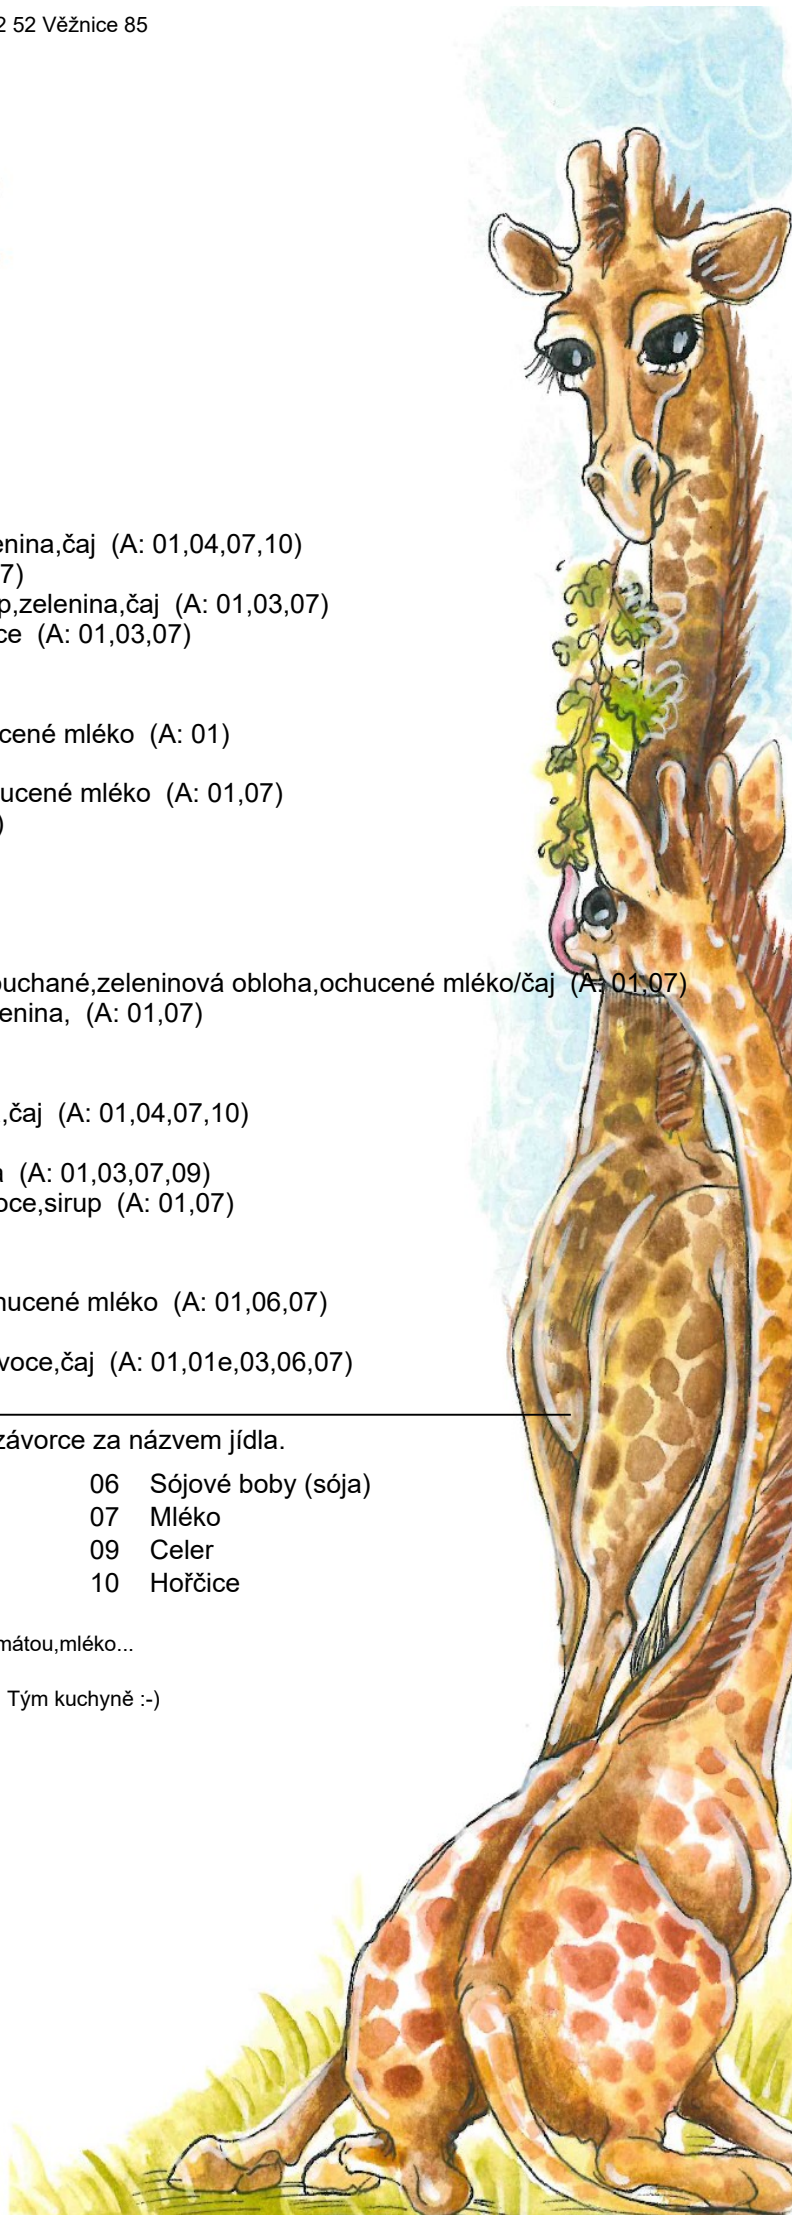 2 52 Věžnice 85
enina,čaj (A: 01,04,07,10)
7)
p,zelenina,čaj (A: 01,03,07)
ce (A: 01,03,07)
cené mléko (A: 01)
ucené mléko (A: 01,07)
)
ouchané,zeleninová obloha,ochucené mléko/čaj (A: 01,07)
enina, (A: 01,07)
,čaj (A: 01,04,07,10)
a (A: 01,03,07,09)
oce,sirup (A: 01,07)
hucené mléko (A: 01,06,07)
voce,čaj (A: 01,01e,03,06,07)
závorce za názvem jídla.
06 Sójové boby (sója)
07 Mléko
09 Celer
10 Hořčice
mátou,mléko...
Tým kuchyně :-)